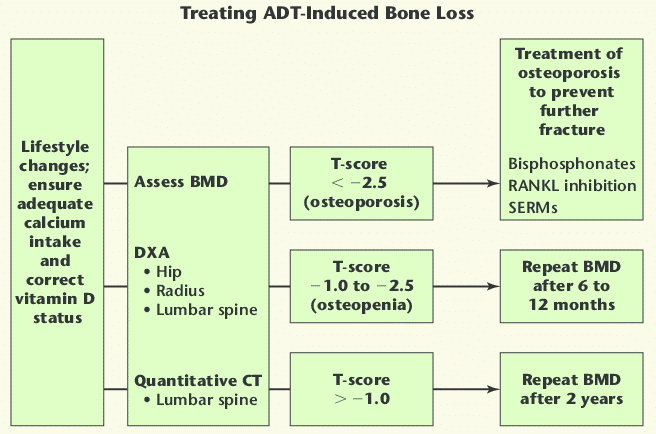 Treating ADT-Induced Bone Loss
Lifestyle
changes;
ensure
adequate
calcium
intake
and
correct
vitamin D
status
Assess BMD
DXA
• Hip
• Radius
• Lumbar spine
Quantitative CT
• Lumbar spine
T-score
< −2.5
(osteoporosis)
T-score
−1.0 to −2.5
(osteopenia)
T-score
> −1.0
Treatment of
osteoporosis
to prevent
further
fracture
Bisphosphonates
RANKL inhibition
SERMs
Repeat BMD
after 6 to
12 months
Repeat BMD
after 2 years